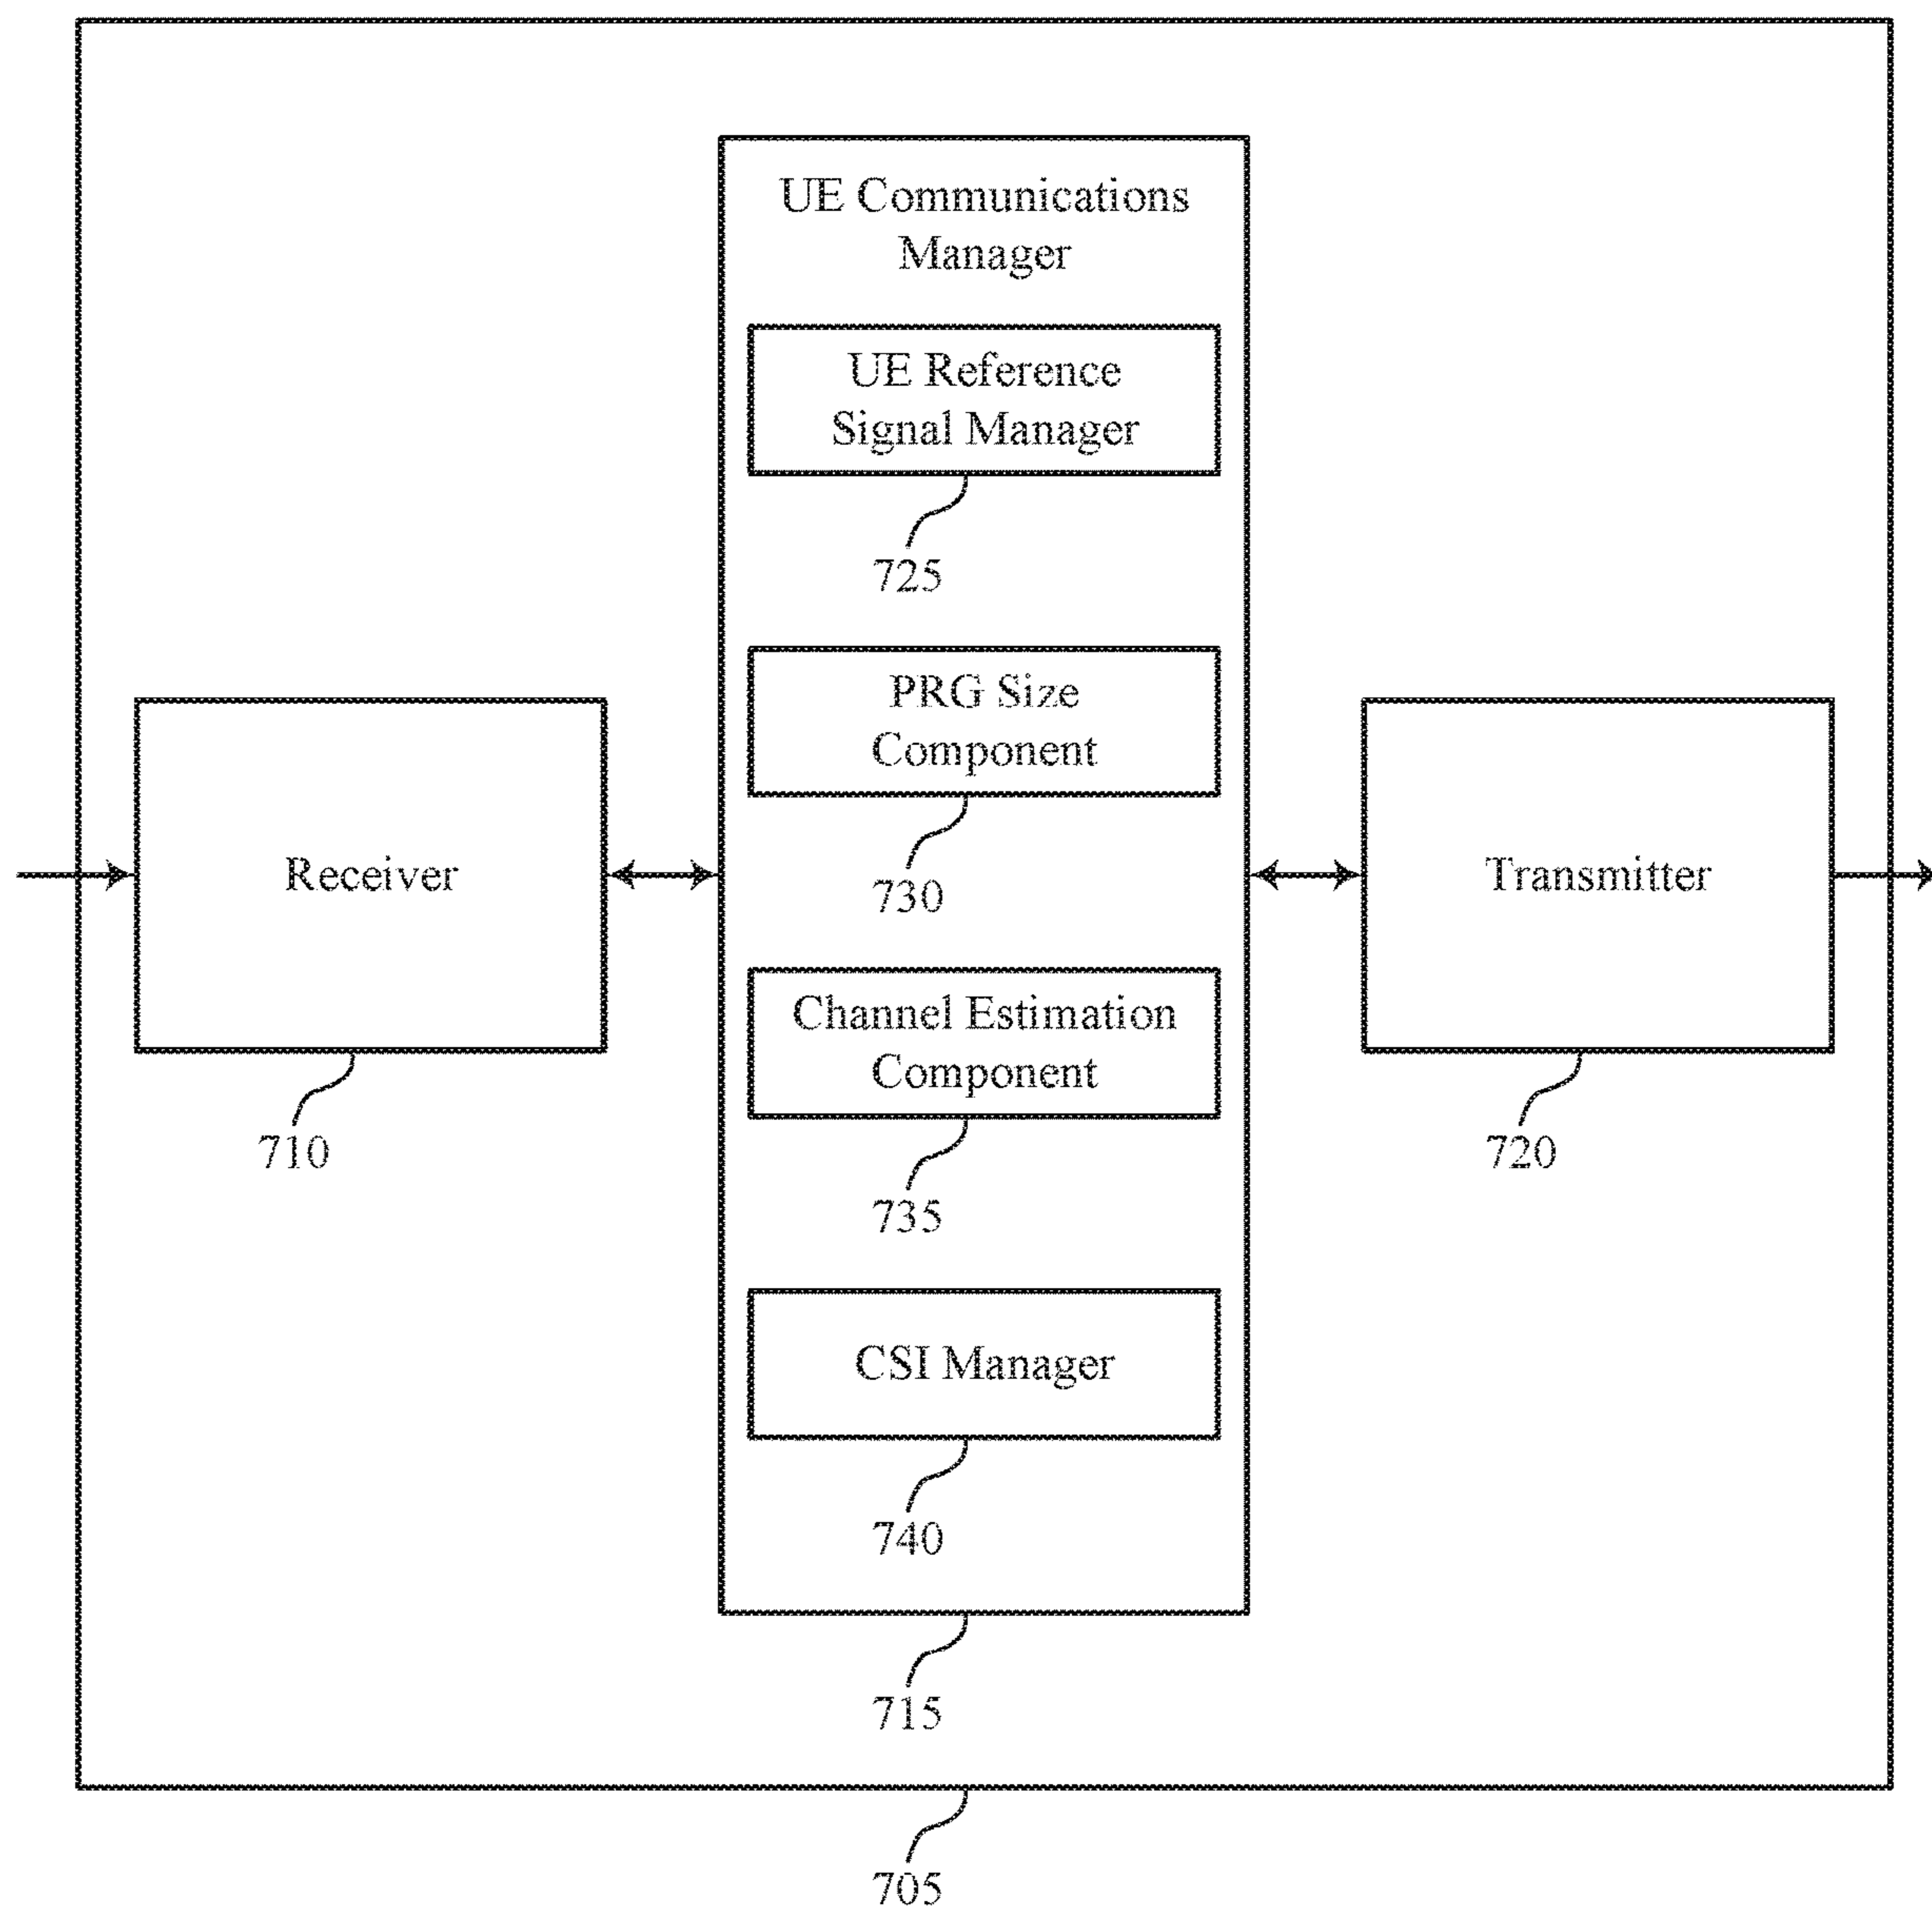 UE Communications
Manager
UE Reference
Signal Manager
725
PRG Size
Component
730
Receiver
710
Transmitter
720
Channel Estimation
Component
735
CSI Manager
740
715
705